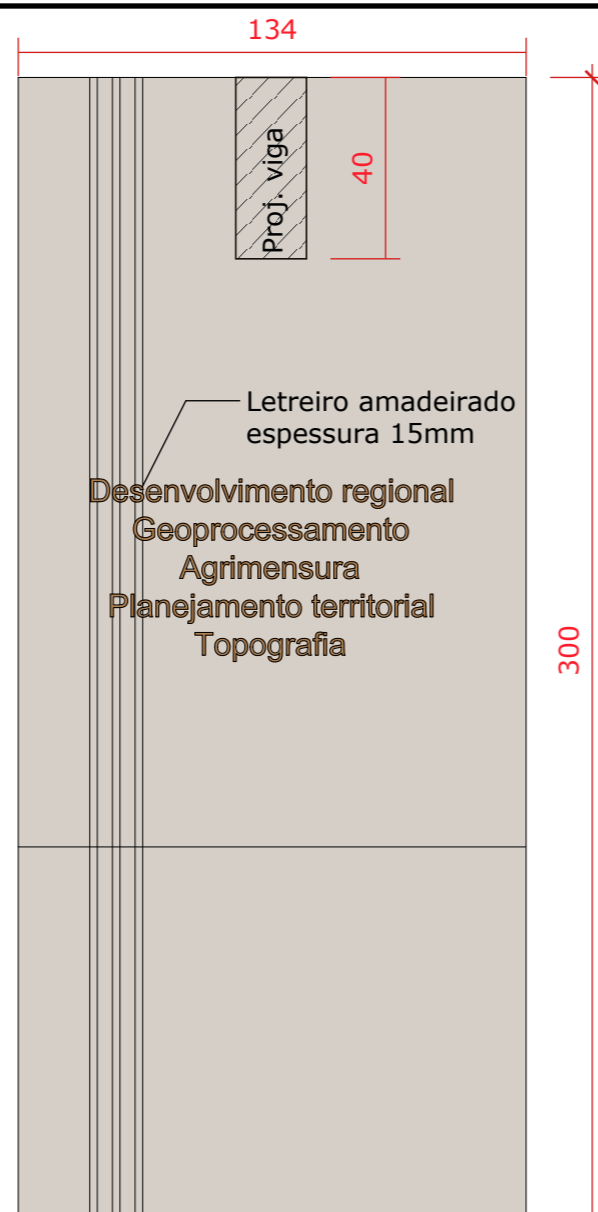 134
Proj. viga
40
Letreiro amadeirado
espessura 15mm
Desenvolvimento regional
Geoprocessamento
Agrimensura
Planejamento territorial
Topografia
300